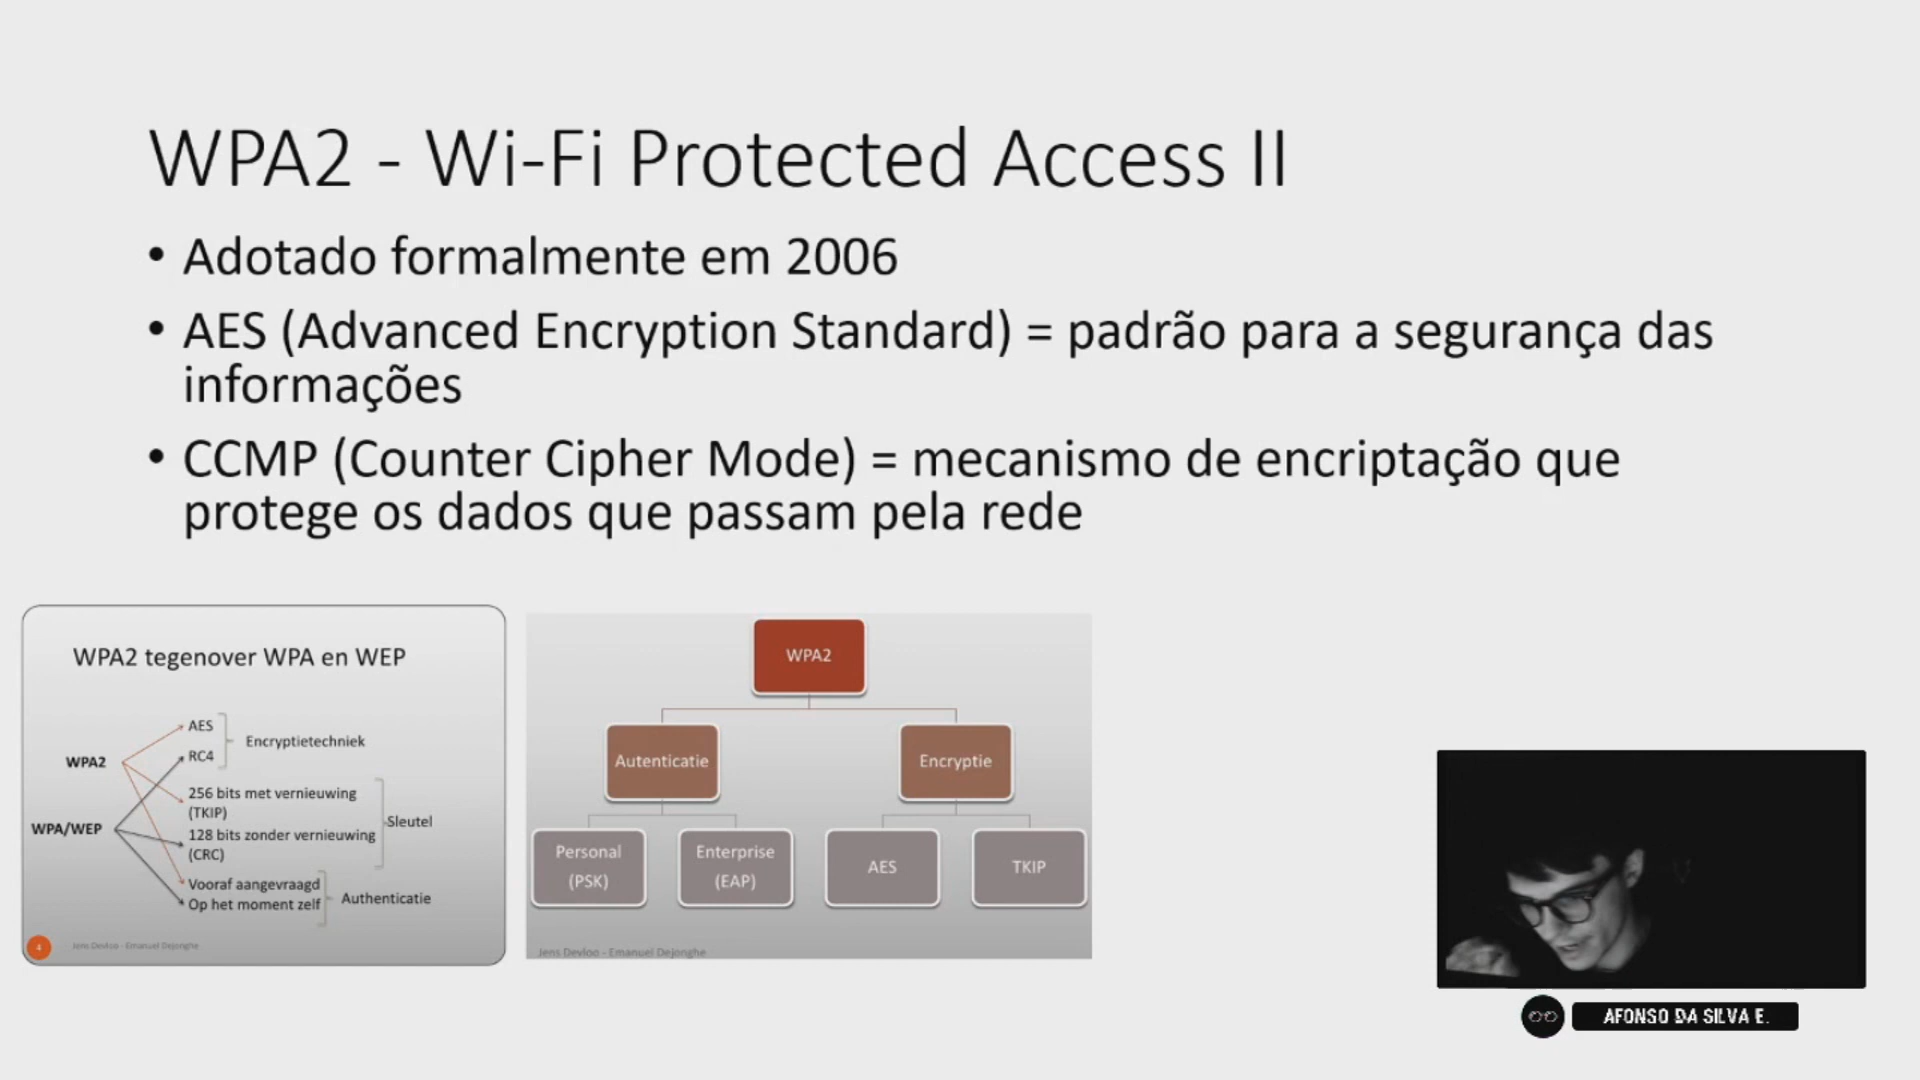 WPA2 - Wi-Fi Protected Access II
• Adotado formalmente em 2006
• AES (Advanced Encryption Standard) = padrão para a segurança das
informações
• CCMP (Counter Cipher Mode) = mecanismo de encriptação que
protege os dados que passam pela rede
WPA2 tegenover WPA en WEP
AES
Encryptietechniek
RC4
WPA2
256 bits met vernieuwing
(TKIP)
Sleutel
WPA/WEP
128 bits zonder vernieuwing
(CRC)
Vooraf aangevraagd
Authenticatie
Op het moment zelf
4
Jens Devloo - Emanuel Dejonghe
WPA2
Autenticatie
Encryptie
Personal
(PSK)
Enterprise
(EAP)
AES
TKIP
Jens Devloo - Emanuel Dejonghe
AFONSO DA SILVA E.